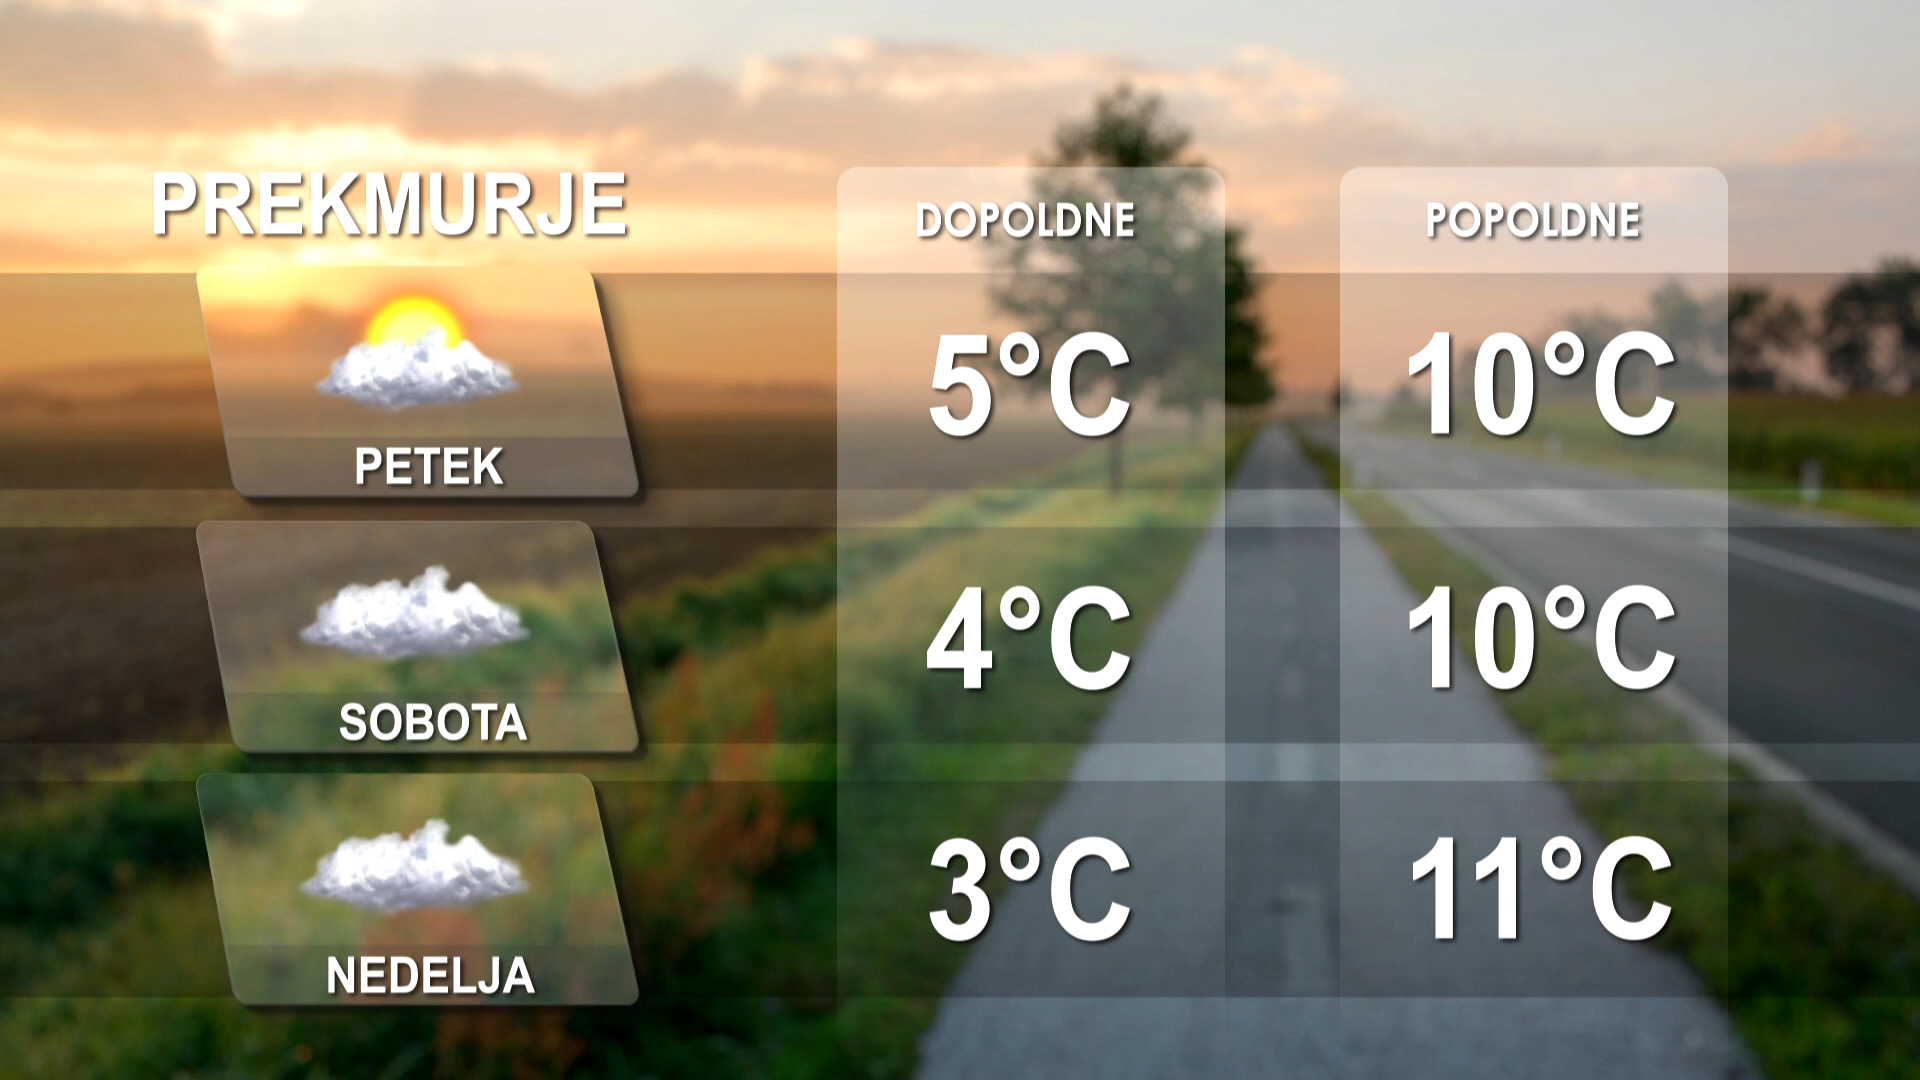 PREKMURJE
DOPOLDNE POPOLDNE
PETEK 5°C 10°C
SOBOTA 4°C 10°C
NEDELJA 3°C 11°C